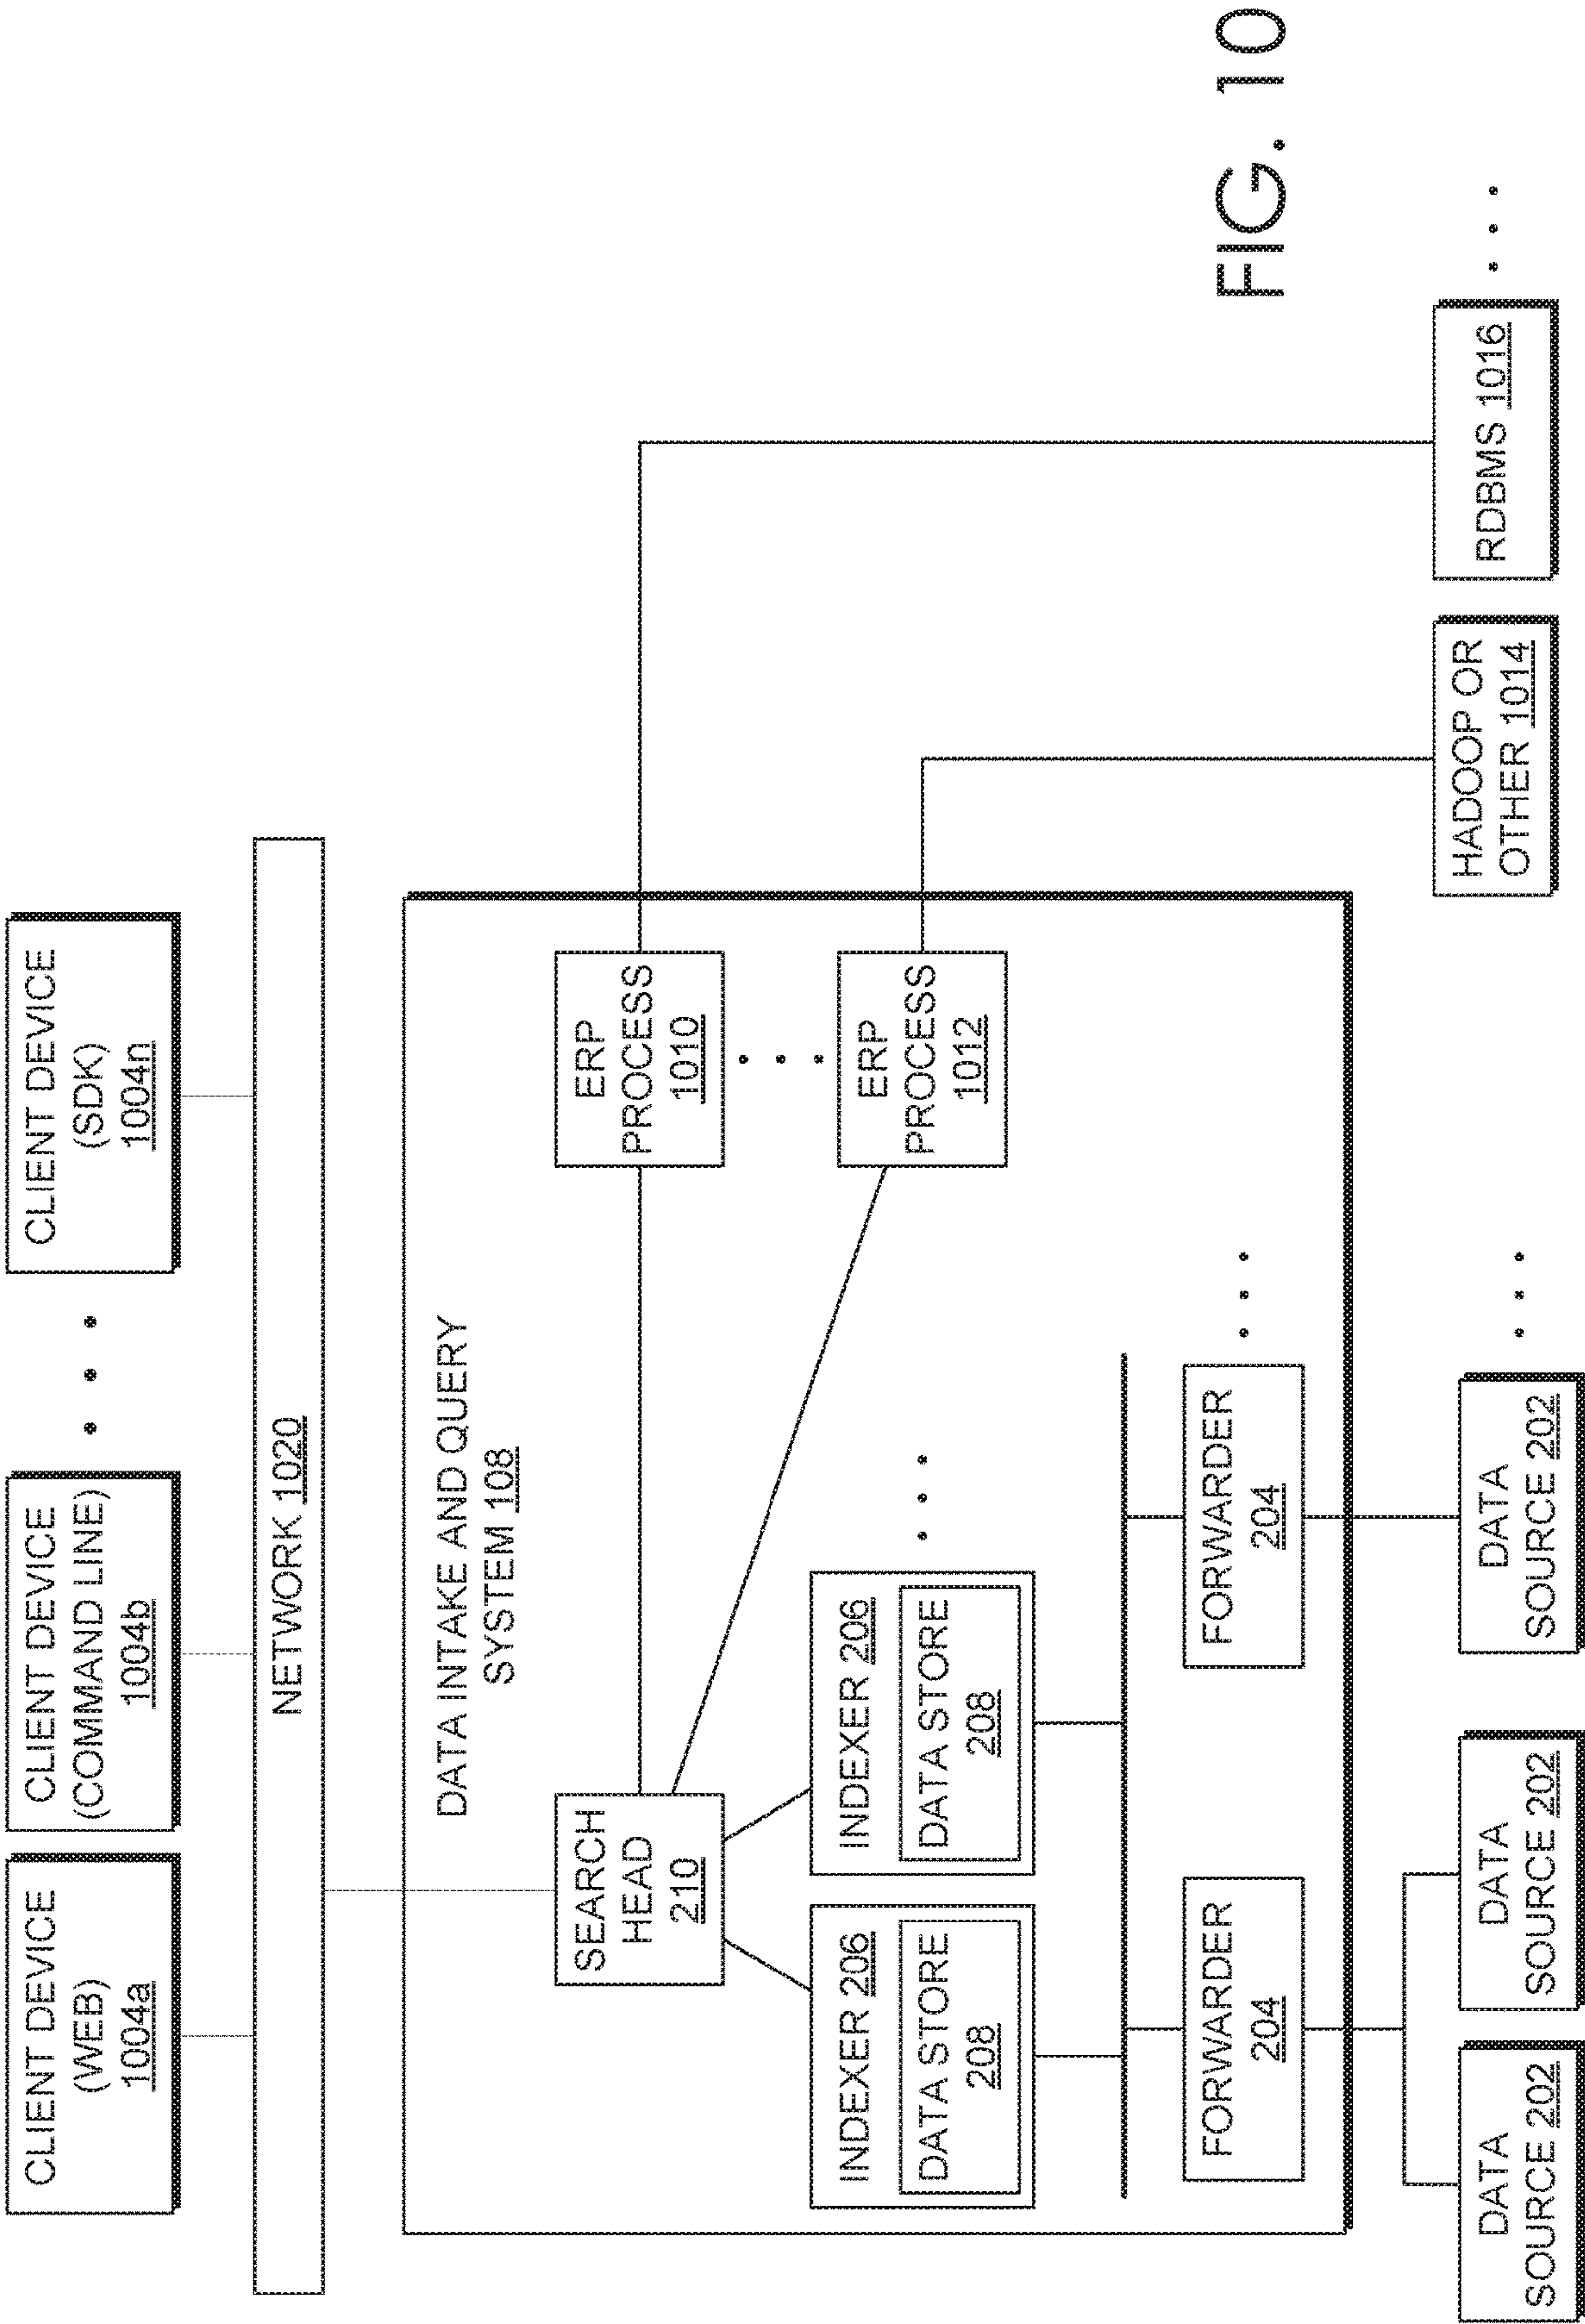 CLIENT DEVICE
(WEB)
1004a
CLIENT DEVICE
(COMMAND LINE)
1004b
CLIENT DEVICE
(SDK)
1004n
NETWORK 1020
DATA INTAKE AND QUERY
SYSTEM 108
SEARCH
HEAD
210
ERP
PROCESS
1010
ERP
PROCESS
1012
INDEXER 206
DATA STORE
208
INDEXER 206
DATA STORE
208
FORWARDER
204
FORWARDER
204
DATA
SOURCE 202
DATA
SOURCE 202
DATA
SOURCE 202
HADOOP OR
OTHER 1014
RDBMS 1016
FIG. 10